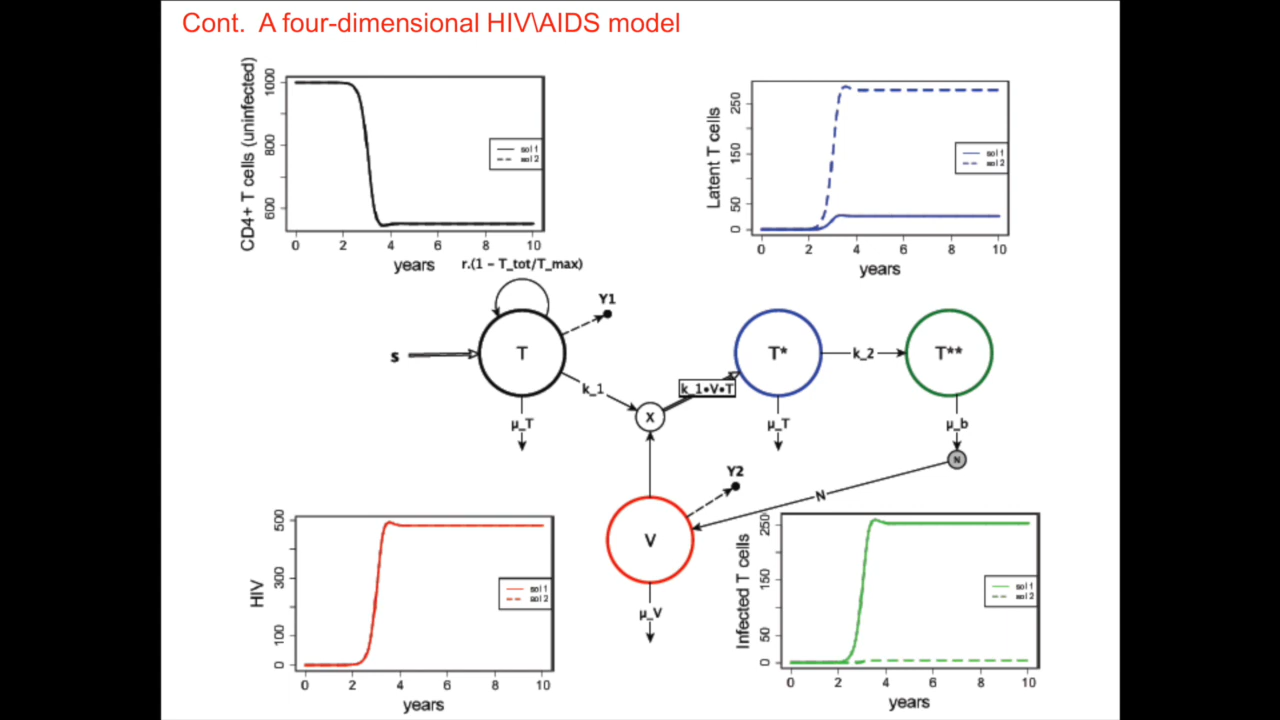 Cont.  A four-dimensional HIV\AIDS model
CD4+ T cells (uninfected)
1000
800
600
sol 1
sol 2
0 2 4 6 8 10
years
r.(1 – T_tot/T_max)
Latent T cells
250
150
50
0
sol 1
sol 2
0 2 4 6 8 10
years
Y1
s
T
k_1
μ_T
X
k_1•V•T
T*
μ_T
k_2
T**
μ_b
N
N
Y2
V
μ_V
HIV
500
300
100
0
sol 1
sol 2
0 2 4 6 8 10
years
Infected T cells
250
150
50
0
sol 1
sol 2
0 2 4 6 8 10
years